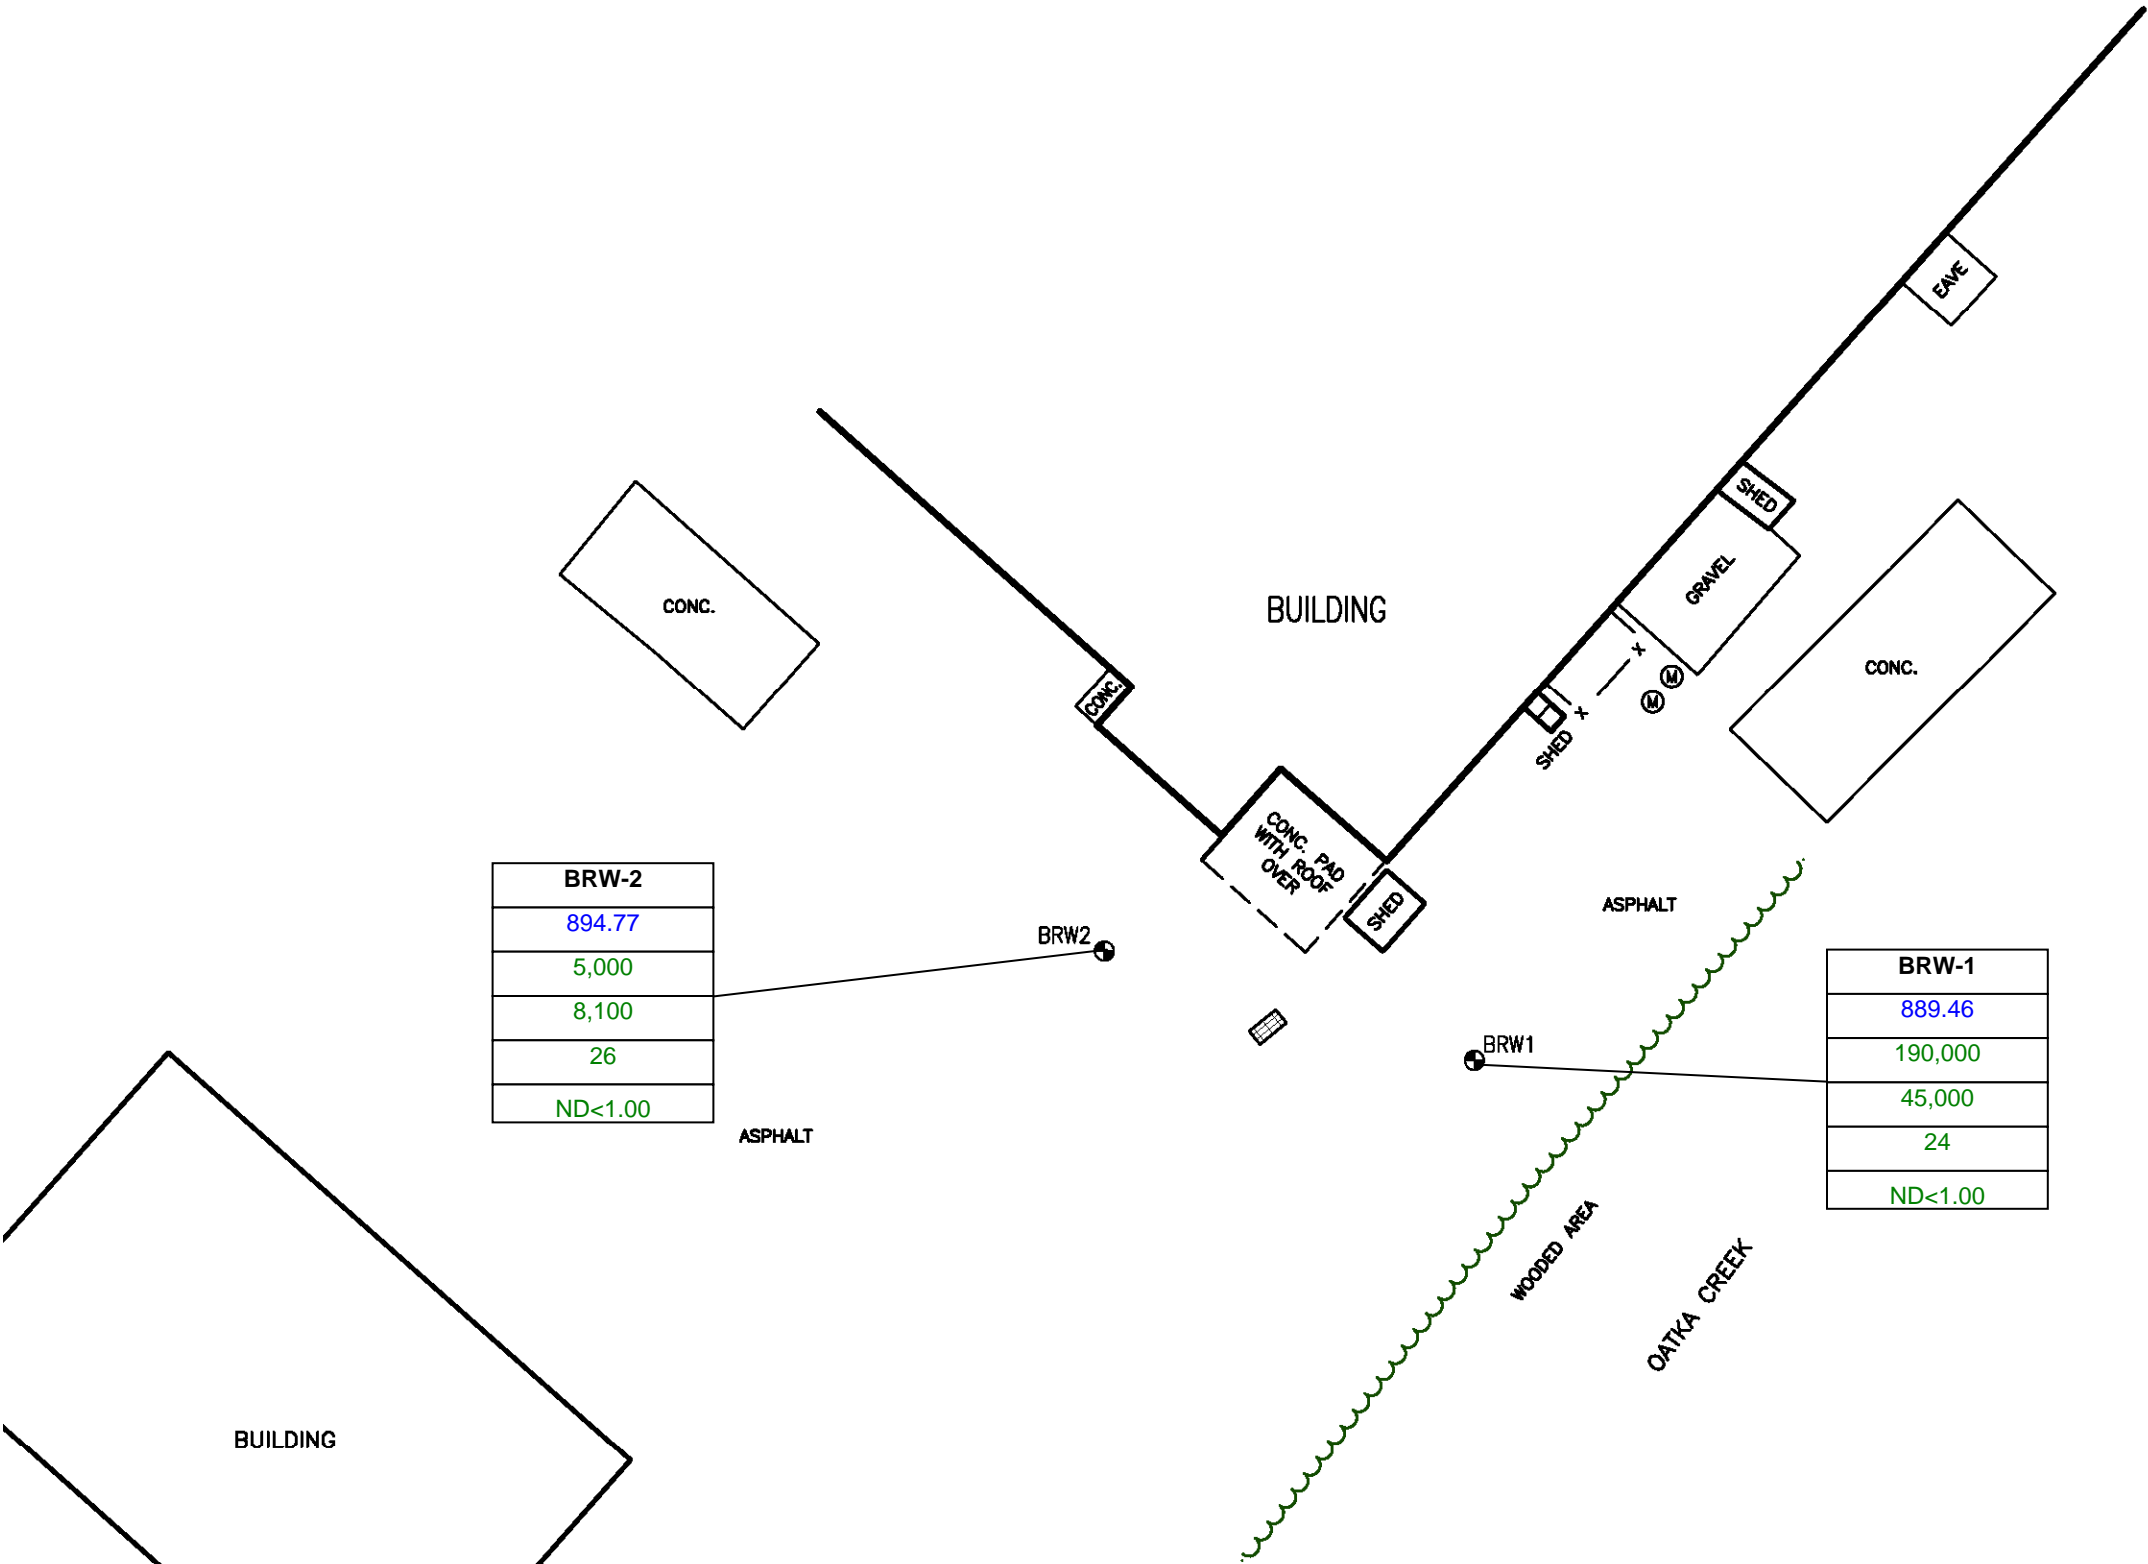 EAVE
SHED
GRAVEL
CONC.
CONC.
BUILDING
CONC.
M
M
X
X
SHED
CONC. PAD
WITH ROOF
OVER
SHED
ASPHALT
BRW-2
894.77
5,000
8,100
26
ND<1.00
BRW2
BRW1
BRW-1
889.46
190,000
45,000
24
ND<1.00
ASPHALT
WOODED AREA
OATKA CREEK
BUILDING